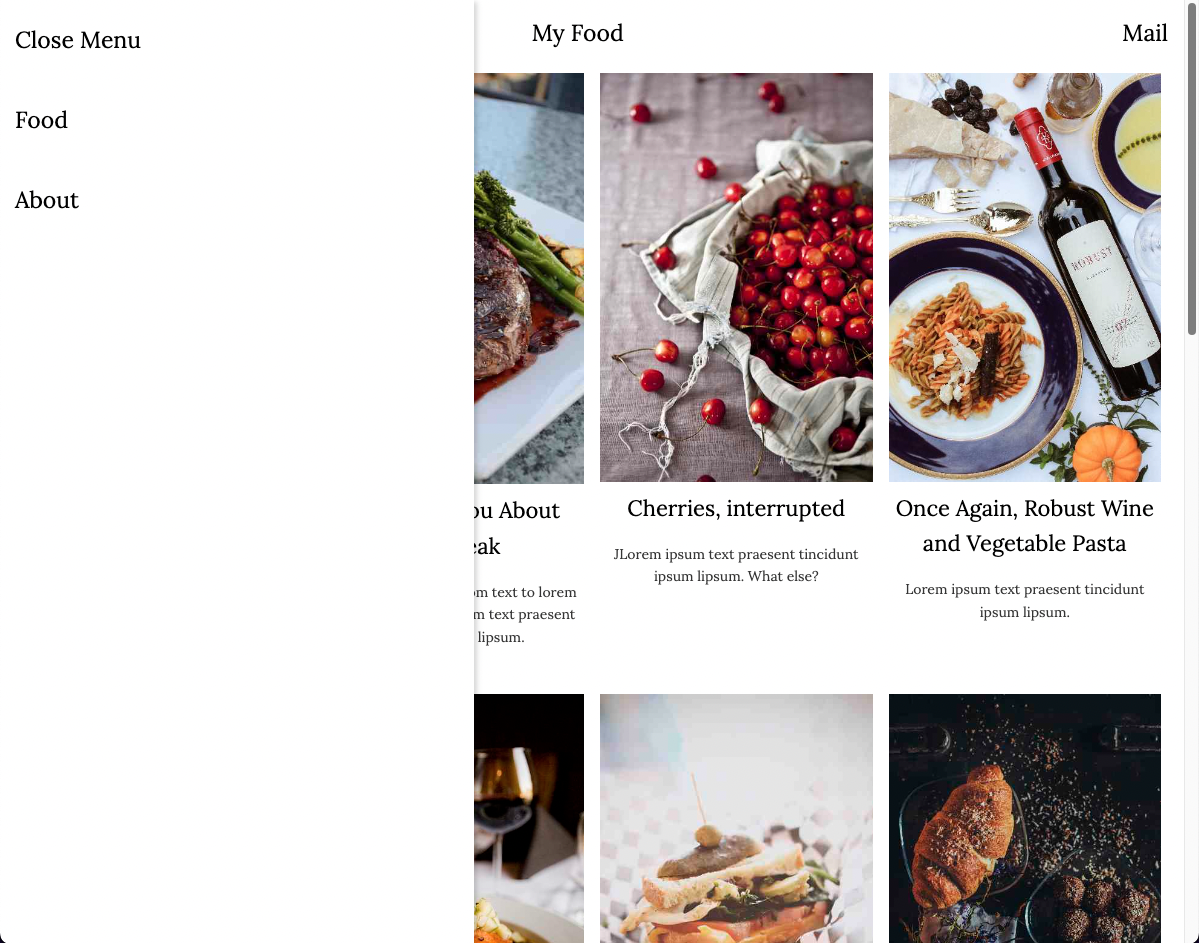 Close Menu
Food
About
My Food
Mail
ou About
eak
om text to lorem
m text praesent
lipsum.
Cherries, interrupted
JLorem ipsum text praesent tincidunt
ipsum lipsum. What else?
ROBUST
Once Again, Robust Wine
and Vegetable Pasta
Lorem ipsum text praesent tincidunt
ipsum lipsum.